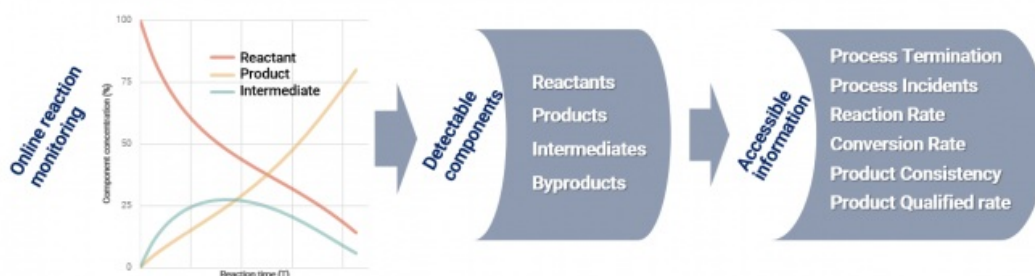 Online reaction
monitoring
Component concentration (%)
100
75
50
25
0
Reactant
Product
Intermediate
Reaction time (T)
Detectable
components
Reactants
Products
Intermediates
Byproducts
Accessible
information
Process Termination
Process Incidents
Reaction Rate
Conversion Rate
Product Consistency
Product Qualified rate